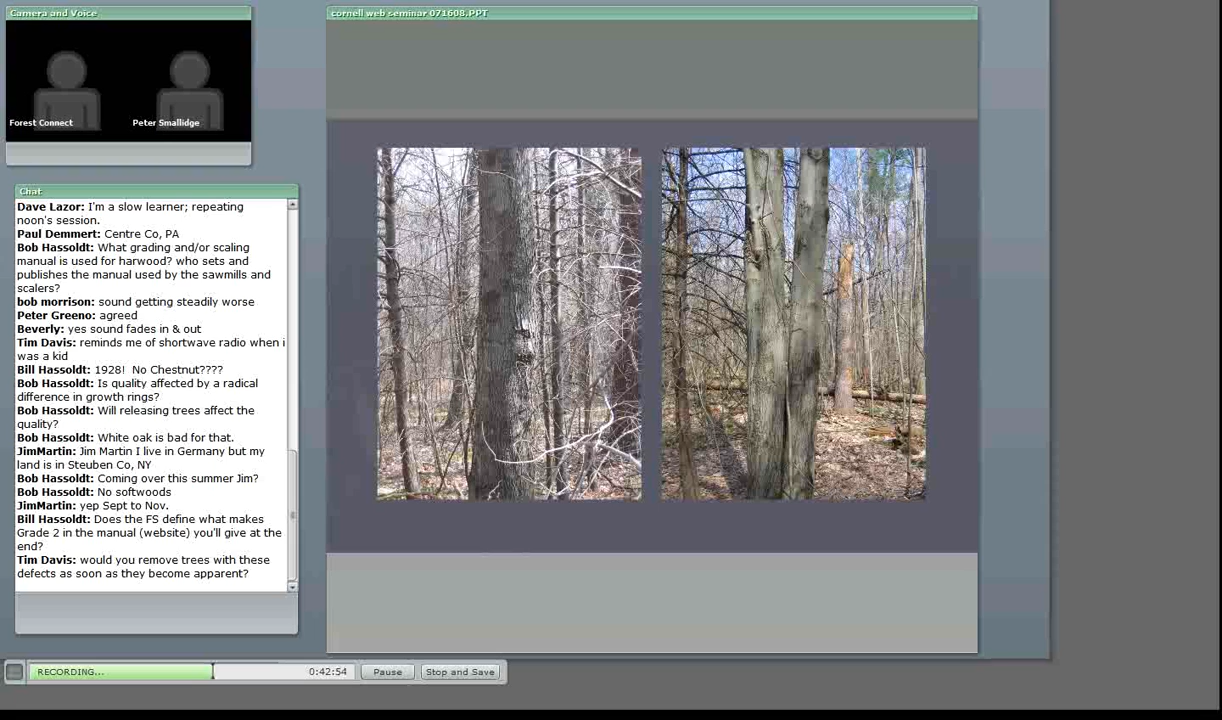 Camera and Voice
Forest Connect
Peter Smallidge
cornell web seminar 071608.PPT
Chat
Dave Lazor: I'm a slow learner; repeating
noon's session.
Paul Demmert: Centre Co, PA
Bob Hassoldt: What grading and/or scaling
manual is used for harwood? who sets and
publishes the manual used by the sawmills and
scalers?
bob morrison: sound getting steadily worse
Peter Greeno: agreed
Beverly: yes sound fades in & out
Tim Davis: reminds me of shortwave radio when i
was a kid
Bill Hassoldt: 1928!  No Chestnut????
Bob Hassoldt: Is quality affected by a radical
difference in growth rings?
Bob Hassoldt: Will releasing trees affect the
quality?
Bob Hassoldt: White oak is bad for that.
JimMartin: Jim Martin I live in Germany but my
land is in Steuben Co, NY
Bob Hassoldt: Coming over this summer Jim?
Bob Hassoldt: No softwoods
JimMartin: yep Sept to Nov.
Bill Hassoldt: Does the FS define what makes
Grade 2 in the manual (website) you'll give at the
end?
Tim Davis: would you remove trees with these
defects as soon as they become apparent?
RECORDING...
0:42:54
Pause
Stop and Save